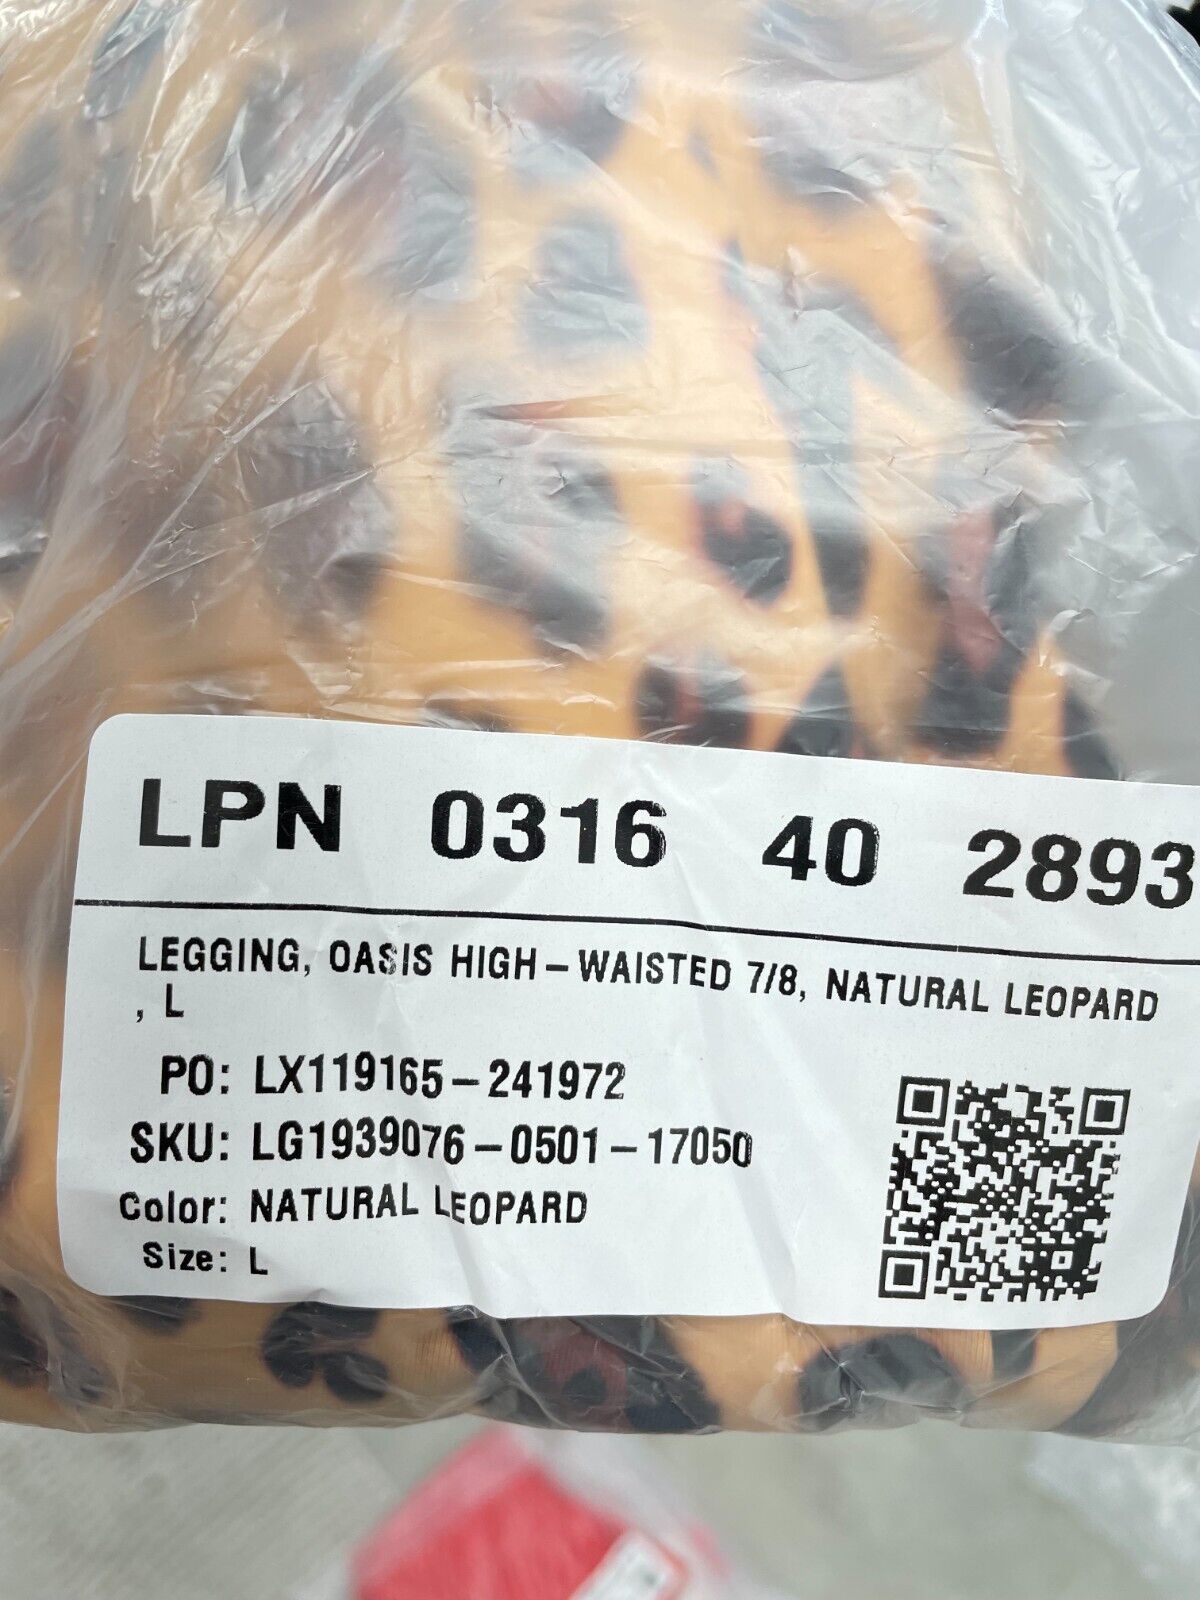 LPN 0316 40 2893
LEGGING, OASIS HIGH-WAISTED 7/8, NATURAL LEOPARD
, L
PO: LX119165-241972
SKU: LG1939076-0501-17050
Color: NATURAL LEOPARD
Size: L